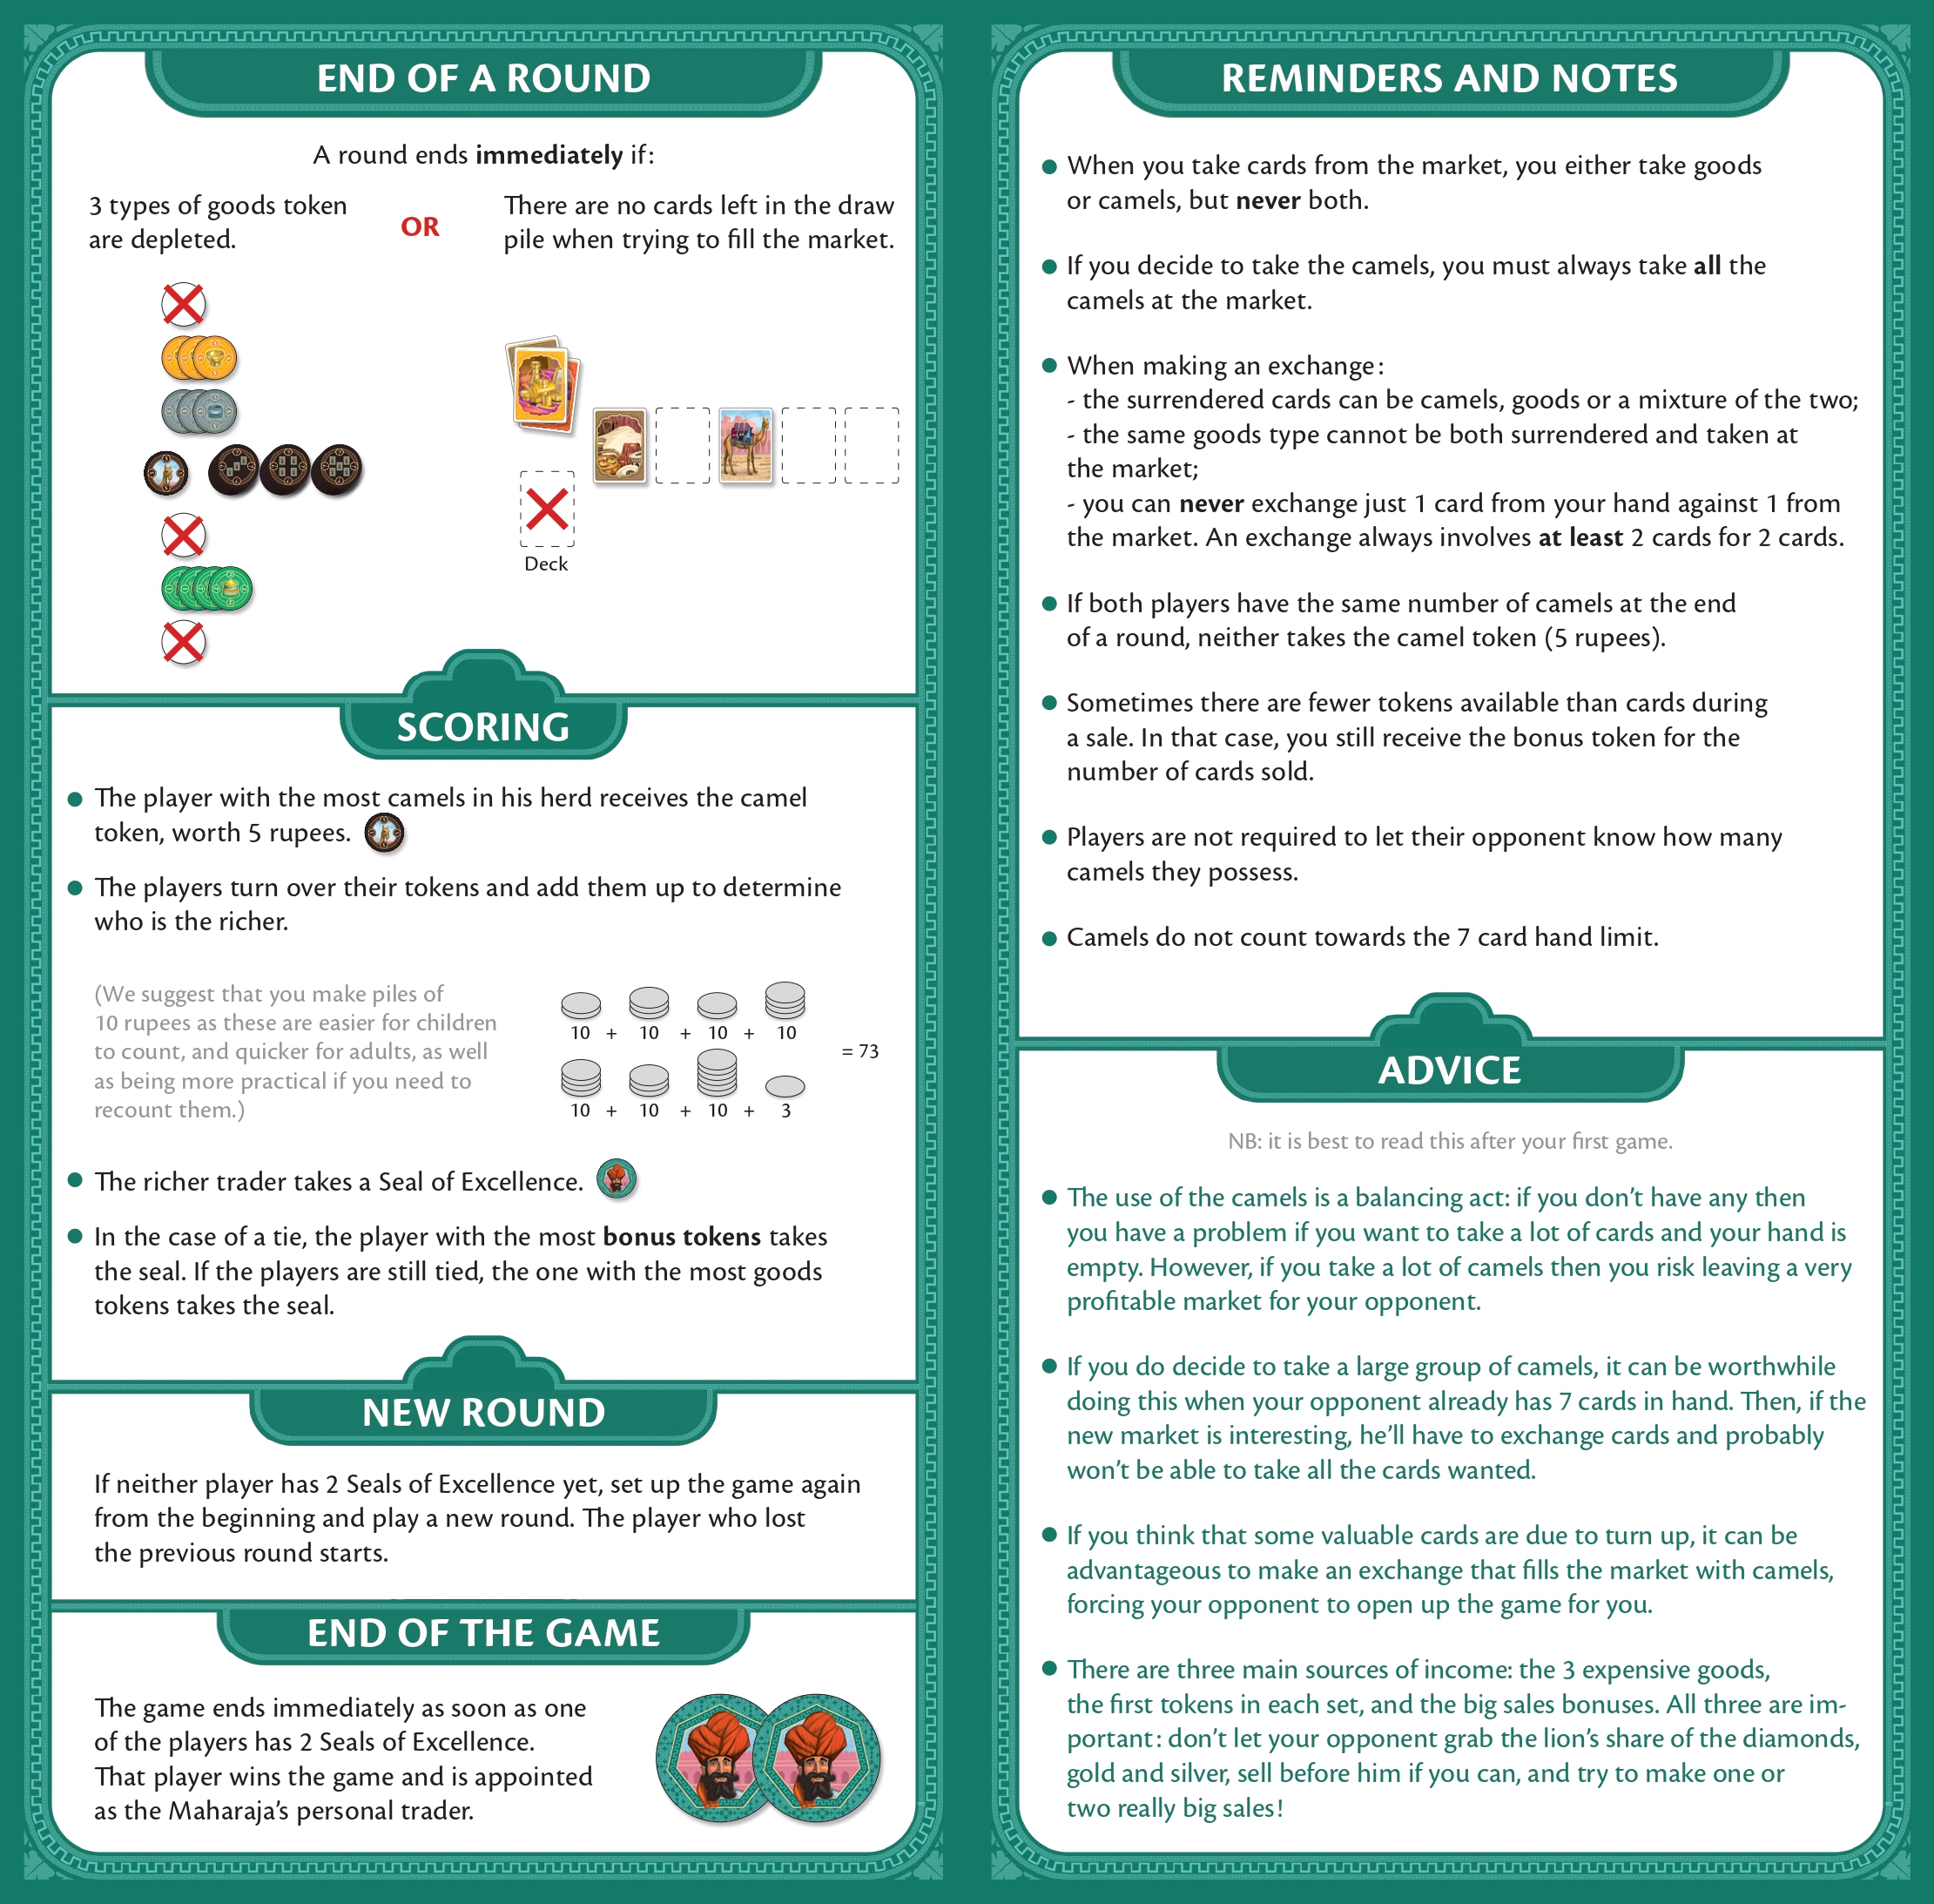 END OF A ROUND
A round ends immediately if:
3 types of goods token
are depleted.
OR
There are no cards left in the draw
pile when trying to fill the market.
Deck
SCORING
The player with the most camels in his herd receives the camel
token, worth 5 rupees.
The players turn over their tokens and add them up to determine
who is the richer.
(We suggest that you make piles of
10 rupees as these are easier for children
to count, and quicker for adults, as well
as being more practical if you need to
recount them.)
10 + 10 + 10 + 10
= 73
10 + 10 + 10 + 3
The richer trader takes a Seal of Excellence.
In the case of a tie, the player with the most bonus tokens takes
the seal. If the players are still tied, the one with the most goods
tokens takes the seal.
NEW ROUND
If neither player has 2 Seals of Excellence yet, set up the game again
from the beginning and play a new round. The player who lost
the previous round starts.
END OF THE GAME
The game ends immediately as soon as one
of the players has 2 Seals of Excellence.
That player wins the game and is appointed
as the Maharaja’s personal trader.
REMINDERS AND NOTES
When you take cards from the market, you either take goods
or camels, but never both.
If you decide to take the camels, you must always take all the
camels at the market.
When making an exchange:
- the surrendered cards can be camels, goods or a mixture of the two;
- the same goods type cannot be both surrendered and taken at
the market;
- you can never exchange just 1 card from your hand against 1 from
the market. An exchange always involves at least 2 cards for 2 cards.
If both players have the same number of camels at the end
of a round, neither takes the camel token (5 rupees).
Sometimes there are fewer tokens available than cards during
a sale. In that case, you still receive the bonus token for the
number of cards sold.
Players are not required to let their opponent know how many
camels they possess.
Camels do not count towards the 7 card hand limit.
ADVICE
NB: it is best to read this after your first game.
The use of the camels is a balancing act: if you don’t have any then
you have a problem if you want to take a lot of cards and your hand is
empty. However, if you take a lot of camels then you risk leaving a very
profitable market for your opponent.
If you do decide to take a large group of camels, it can be worthwhile
doing this when your opponent already has 7 cards in hand. Then, if the
new market is interesting, he’ll have to exchange cards and probably
won’t be able to take all the cards wanted.
If you think that some valuable cards are due to turn up, it can be
advantageous to make an exchange that fills the market with camels,
forcing your opponent to open up the game for you.
There are three main sources of income: the 3 expensive goods,
the first tokens in each set, and the big sales bonuses. All three are im-
portant: don’t let your opponent grab the lion’s share of the diamonds,
gold and silver, sell before him if you can, and try to make one or
two really big sales!